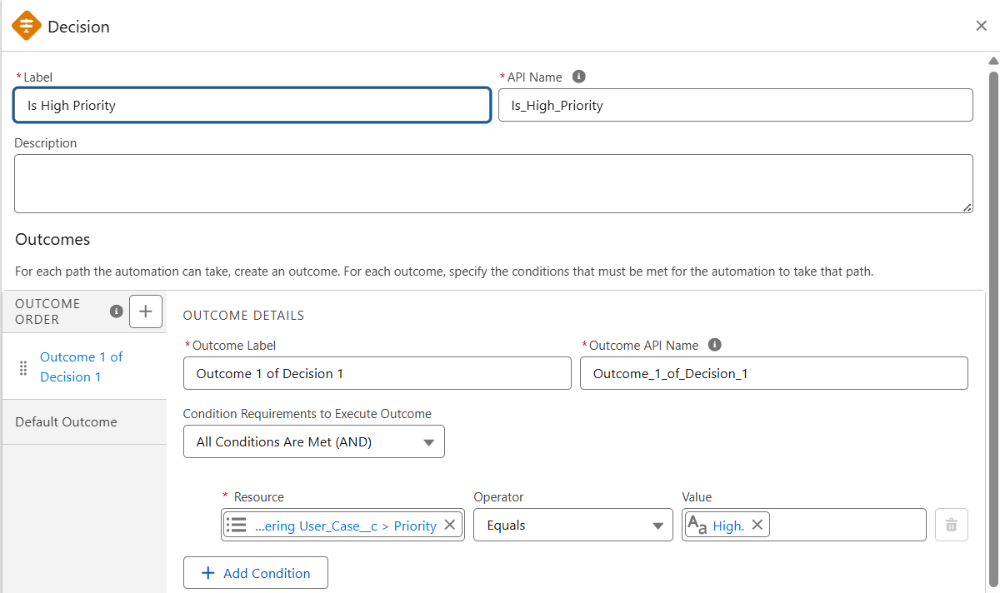 Decision
* Label
* API Name
Is High Priority
Is_High_Priority
Description
Outcomes
For each path the automation can take, create an outcome. For each outcome, specify the conditions that must be met for the automation to take that path.
OUTCOME
ORDER
OUTCOME DETAILS
* Outcome Label
* Outcome API Name
Outcome 1 of
Decision 1
Outcome 1 of Decision 1
Outcome_1_of_Decision_1
Default Outcome
Condition Requirements to Execute Outcome
All Conditions Are Met (AND)
* Resource
Operator
Value
...ering User_Case__c > Priority
Equals
Aa High.
Add Condition